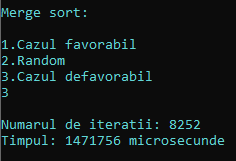 Merge sort:
1.Cazul favorabil
2.Random
3.Cazul defavorabil
3
Numarul de iteratii: 8252
Timpul: 1471756 microsecunde